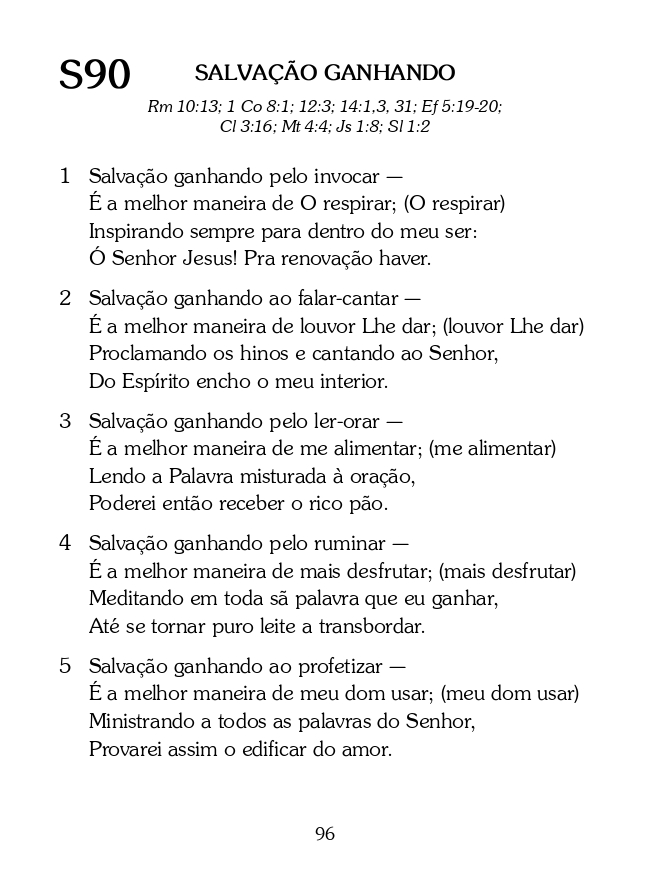 S90
SALVAÇÃO GANHANDO
Rm 10:13; 1 Co 8:1; 12:3; 14:1,3, 31; Ef 5:19-20;
Cl 3:16; Mt 4:4; Js 1:8; Sl 1:2
1 Salvação ganhando pelo invocar —
É a melhor maneira de O respirar; (O respirar)
Inspirando sempre para dentro do meu ser:
Ó Senhor Jesus! Pra renovação haver.
2 Salvação ganhando ao falar-cantar —
É a melhor maneira de louvor Lhe dar; (louvor Lhe dar)
Proclamando os hinos e cantando ao Senhor,
Do Espírito encho o meu interior.
3 Salvação ganhando pelo ler-orar —
É a melhor maneira de me alimentar; (me alimentar)
Lendo a Palavra misturada à oração,
Poderei então receber o rico pão.
4 Salvação ganhando pelo ruminar —
É a melhor maneira de mais desfrutar; (mais desfrutar)
Meditando em toda sã palavra que eu ganhar,
Até se tornar puro leite a transbordar.
5 Salvação ganhando ao profetizar —
É a melhor maneira de meu dom usar; (meu dom usar)
Ministrando a todos as palavras do Senhor,
Provarei assim o edificar do amor.
96